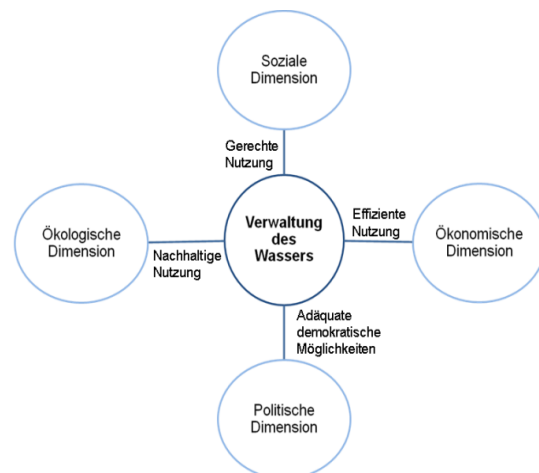 Soziale
Dimension
Gerechte
Nutzung
Ökologische
Dimension
Nachhaltige
Nutzung
Verwaltung
des
Wassers
Effiziente
Nutzung
Ökonomische
Dimension
Adäquate
demokratische
Möglichkeiten
Politische
Dimension